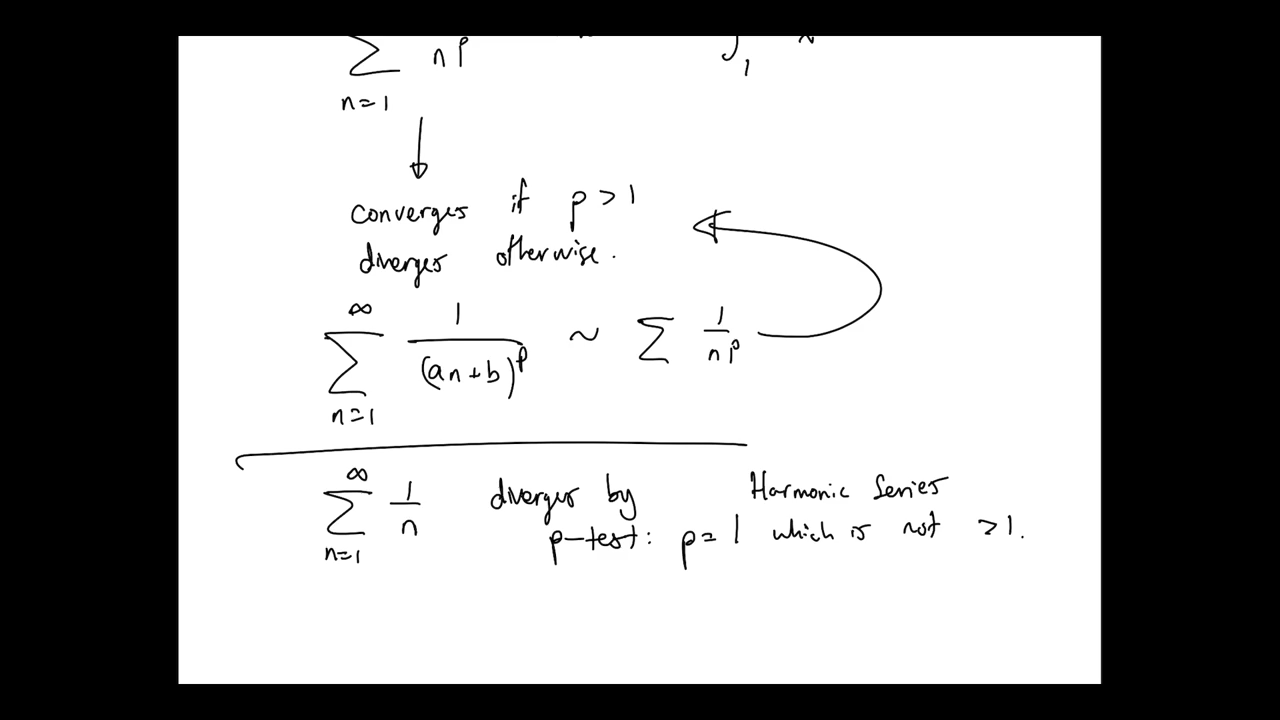 ∑ n^p ∫_1
n=1
converges if p > 1
diverges otherwise.
∑_{n=1}^∞ 1/(an+b)^p ~ ∑ 1/n^p
∑_{n=1}^∞ 1/n diverges by Harmonic Series
p-test: p=1 which is not >1.